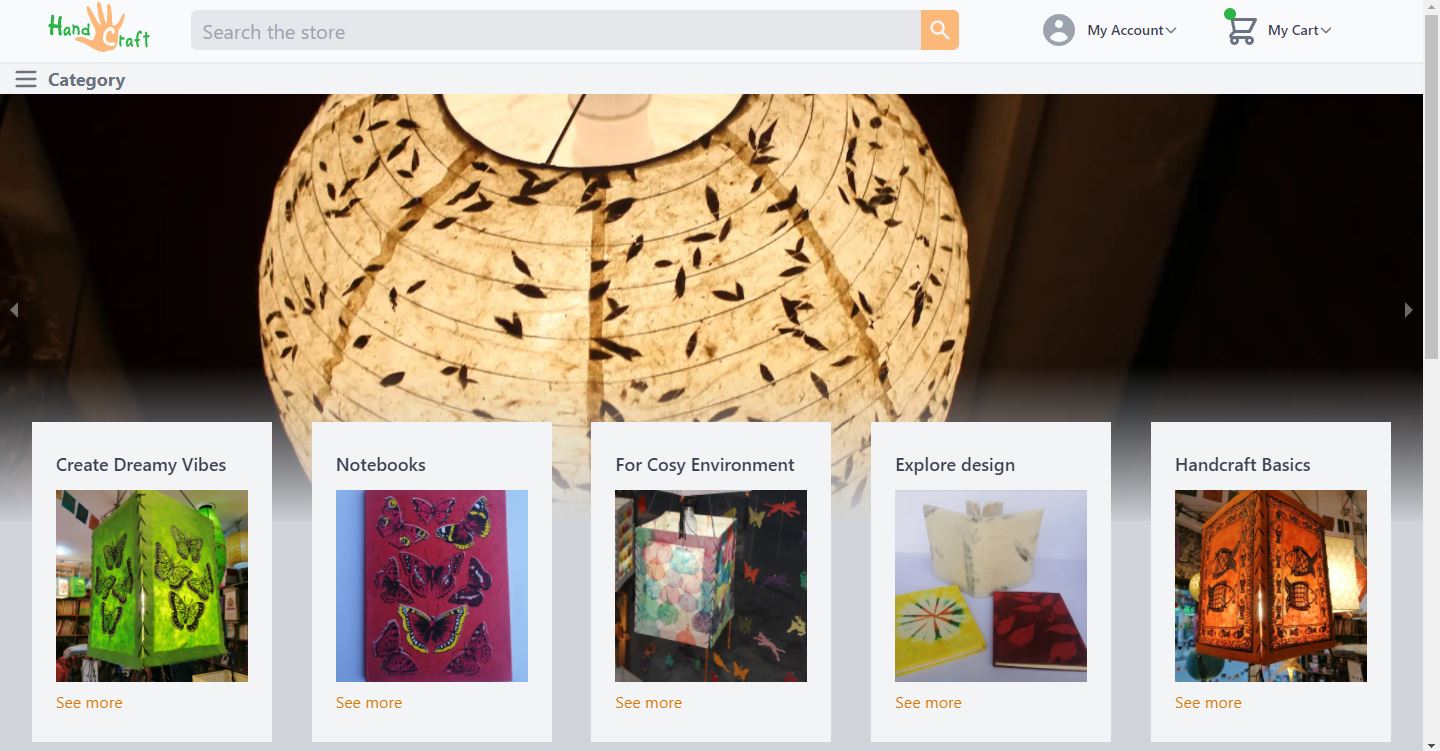 Hand Craft
Search the store
My Account
My Cart
Category
Create Dreamy Vibes
Notebooks
For Cosy Environment
Explore design
Handcraft Basics
See more
See more
See more
See more
See more